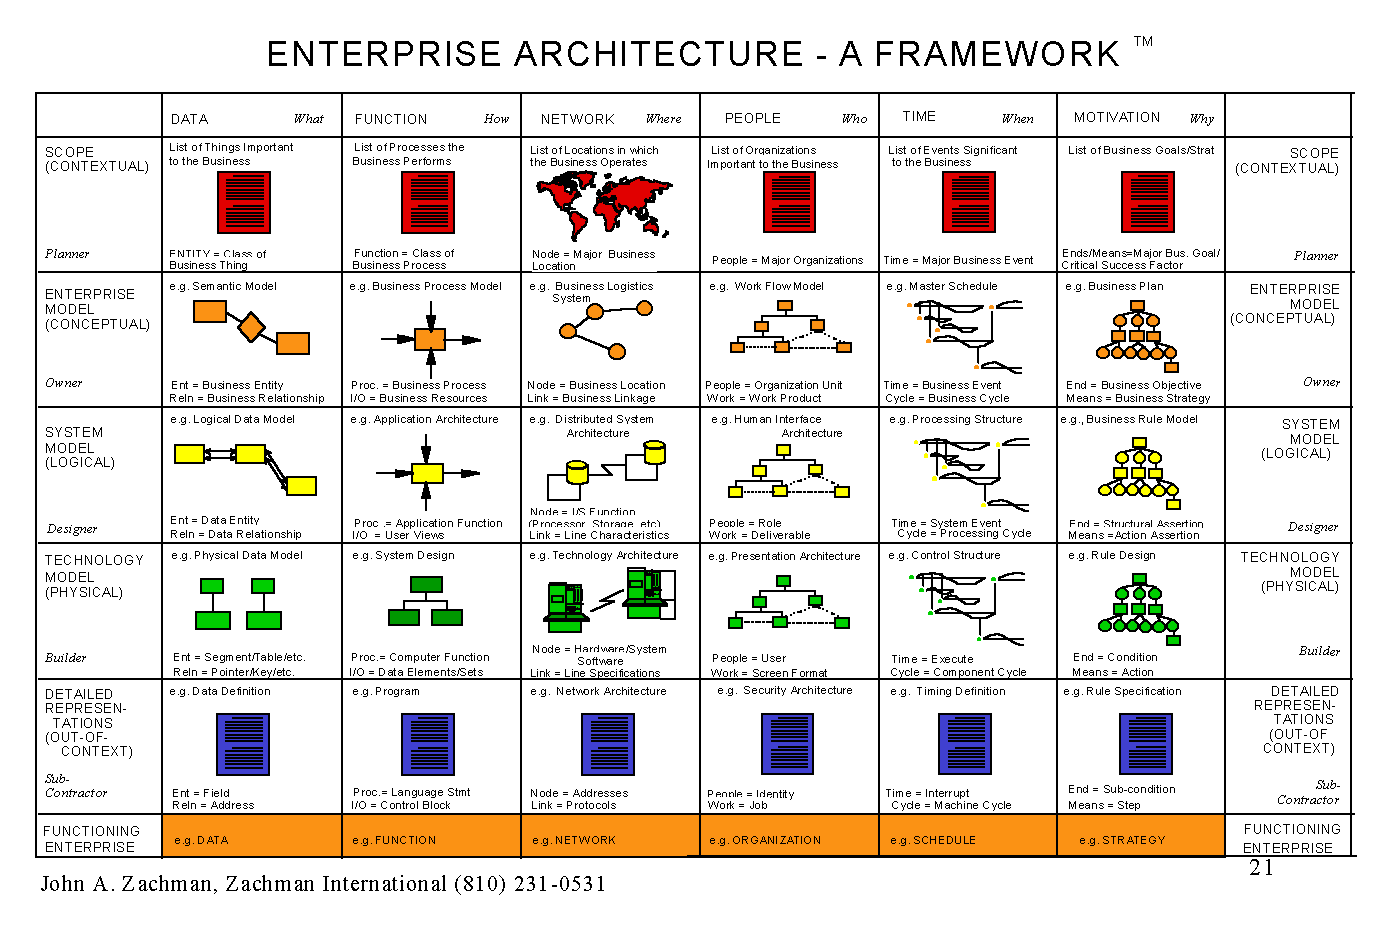 ENTERPRISE ARCHITECTURE - A FRAMEWORK TM
DATA What
FUNCTION How
NETWORK Where
PEOPLE Who
TIME When
MOTIVATION Why
SCOPE
(CONTEXTUAL)
Planner
List of Things Important
to the Business
ENTITY = Class of
Business Thing
List of Processes the
Business Performs
Function = Class of
Business Process
List of Locations in which
the Business Operates
Node = Major Business
Location
List of Organizations
Important to the Business
People = Major Organizations
List of Events Significant
to the Business
Time = Major Business Event
List of Business Goals/Strat
Ends/Means=Major Bus. Goal/
Critical Success Factor
SCOPE
(CONTEXTUAL)
Planner
ENTERPRISE
MODEL
(CONCEPTUAL)
Owner
e.g. Semantic Model
Ent = Business Entity
Reln = Business Relationship
e.g. Business Process Model
Proc. = Business Process
I/O = Business Resources
e.g. Business Logistics
System
Node = Business Location
Link = Business Linkage
e.g. Work Flow Model
People = Organization Unit
Work = Work Product
e.g. Master Schedule
Time = Business Event
Cycle = Business Cycle
e.g. Business Plan
End = Business Objective
Means = Business Strategy
ENTERPRISE
MODEL
(CONCEPTUAL)
Owner
SYSTEM
MODEL
(LOGICAL)
Designer
e.g. Logical Data Model
Ent = Data Entity
Reln = Data Relationship
e.g. Application Architecture
Proc .= Application Function
I/O = User Views
e.g. Distributed System
Architecture
Node = I/S Function
(Processor, Storage, etc)
Link = Line Characteristics
e.g. Human Interface
Architecture
People = Role
Work = Deliverable
e.g. Processing Structure
Time = System Event
Cycle = Processing Cycle
e.g., Business Rule Model
End = Structural Assertion
Means =Action Assertion
SYSTEM
MODEL
(LOGICAL)
Designer
TECHNOLOGY
MODEL
(PHYSICAL)
Builder
e.g. Physical Data Model
Ent = Segment/Table/etc.
Reln = Pointer/Key/etc.
e.g. System Design
Proc.= Computer Function
I/O = Data Elements/Sets
e.g. Technology Architecture
Node = Hardware/System
Software
Link = Line Specifications
e.g. Presentation Architecture
People = User
Work = Screen Format
e.g. Control Structure
Time = Execute
Cycle = Component Cycle
e.g. Rule Design
End = Condition
Means = Action
TECHNOLOGY
MODEL
(PHYSICAL)
Builder
DETAILED
REPRESEN-
TATIONS
(OUT-OF-
CONTEXT)
Sub-
Contractor
e.g. Data Definition
Ent = Field
Reln = Address
e.g. Program
Proc.= Language Stmt
I/O = Control Block
e.g. Network Architecture
Node = Addresses
Link = Protocols
e.g. Security Architecture
People = Identity
Work = Job
e.g. Timing Definition
Time = Interrupt
Cycle = Machine Cycle
e.g. Rule Specification
End = Sub-condition
Means = Step
DETAILED
REPRESEN-
TATIONS
(OUT-OF
CONTEXT)
Sub-
Contractor
FUNCTIONING
ENTERPRISE
e.g. DATA
e.g. FUNCTION
e.g. NETWORK
e.g. ORGANIZATION
e.g. SCHEDULE
e.g. STRATEGY
FUNCTIONING
ENTERPRISE
John A. Zachman, Zachman International (810) 231-0531
21